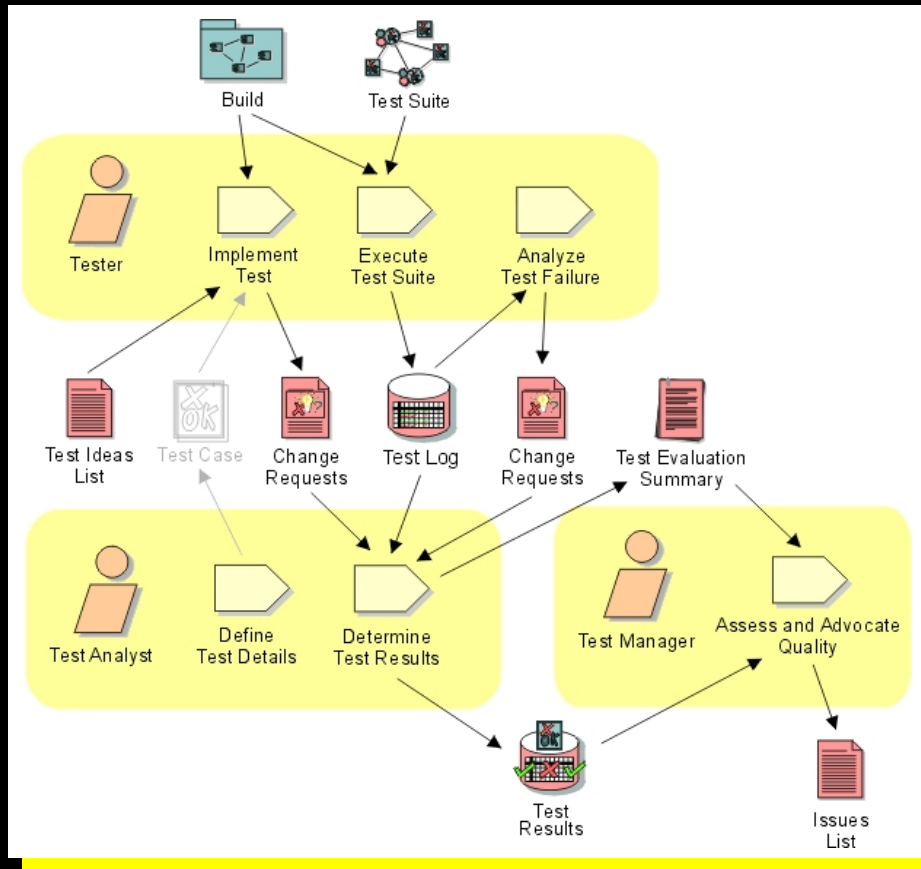 Build
Test Suite
Tester
Implement
Test
Execute
Test Suite
Analyze
Test Failure
Test Ideas
List
Test Case
Change
Requests
Test Log
Change
Requests
Test Evaluation
Summary
Test Analyst
Define
Test Details
Determine
Test Results
Test Manager
Assess and Advocate
Quality
Test
Results
Issues
List